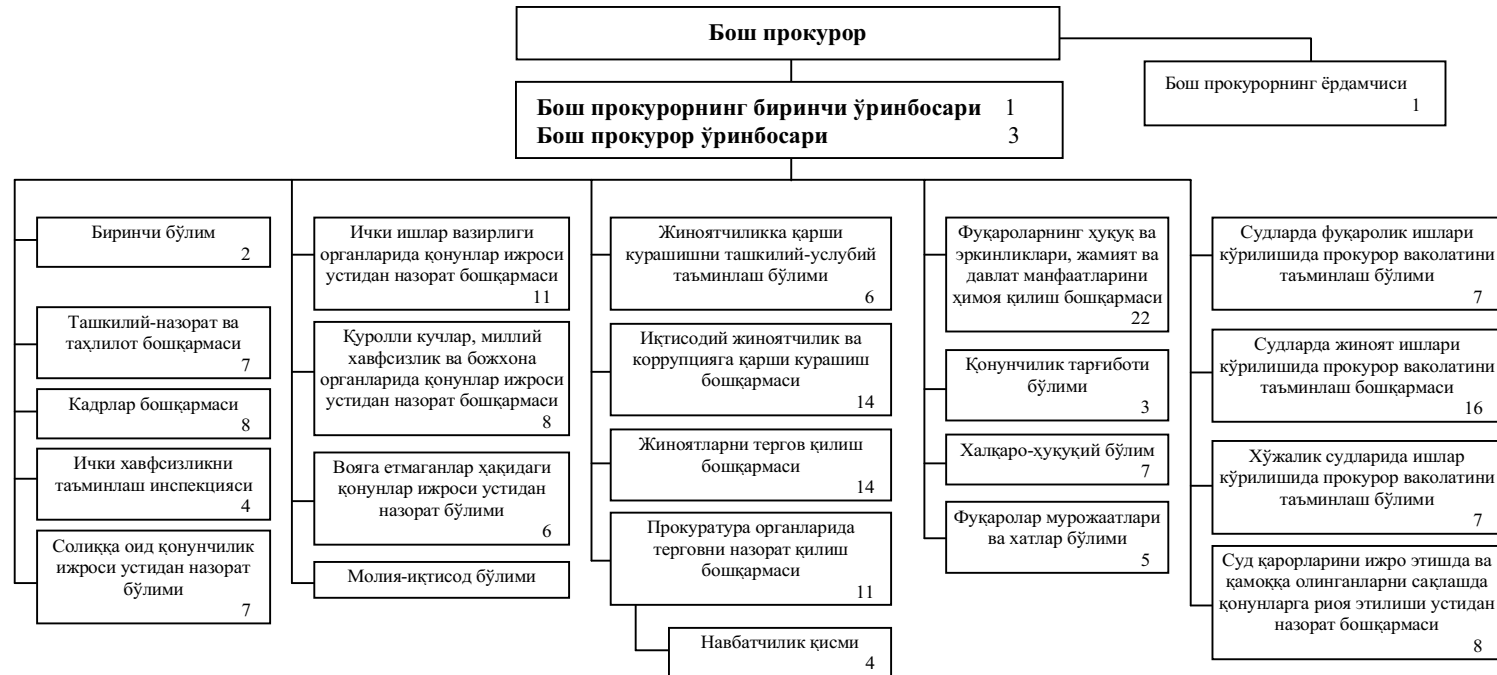 Бош прокурор
Бош прокурорнинг ёрдамчиси
1
Бош прокурорнинг биринчи ўринбосари 1
Бош прокурор ўринбосари 3
Биринчи бўлим
2
Ташкилий-назорат ва
таҳлилот бошқармаси
7
Кадрлар бошқармаси
8
Ички хавфсизликни
таъминлаш инспекцияси
4
Солиққа оид қонунчилик
ижроси устидан назорат
бўлими
7
Ички ишлар вазирлиги
органларида қонунлар ижроси
устидан назорат бошқармаси
11
Қуролли кучлар, миллий
хавфсизлик ва божхона
органларида қонунлар ижроси
устидан назорат бошқармаси
8
Вояга етмаганлар ҳақидаги
қонунлар ижроси устидан
назорат бўлими
6
Молия-иқтисод бўлими
Жиноятчиликка қарши
курашишни ташкилий-услубий
таъминлаш бўлими
6
Иқтисодий жиноятчилик ва
коррупцияга қарши курашиш
бошқармаси
14
Жиноятларни тергов қилиш
бошқармаси
14
Прокуратура органларида
терговни назорат қилиш
бошқармаси
11
Навбатчилик қисми
4
Фуқароларнинг ҳуқуқ ва
эркинликлари, жамият ва
давлат манфаатларини
ҳимоя қилиш бошқармаси
22
Қонунчилик тарғиботи
бўлими
3
Халқаро-ҳуқуқий бўлим
7
Фуқаролар мурожаатлари
ва хатлар бўлими
5
Судларда фуқаролик ишлари
кўрилишида прокурор ваколатини
таъминлаш бўлими
7
Судларда жиноят ишлари
кўрилишида прокурор ваколатини
таъминлаш бошқармаси
16
Хўжалик судларида ишлар
кўрилишида прокурор ваколатини
таъминлаш бўлими
7
Суд қарорларини ижро этишда ва
қамоққа олинганларни сақлашда
қонунларга риоя этилиши устидан
назорат бошқармаси
8